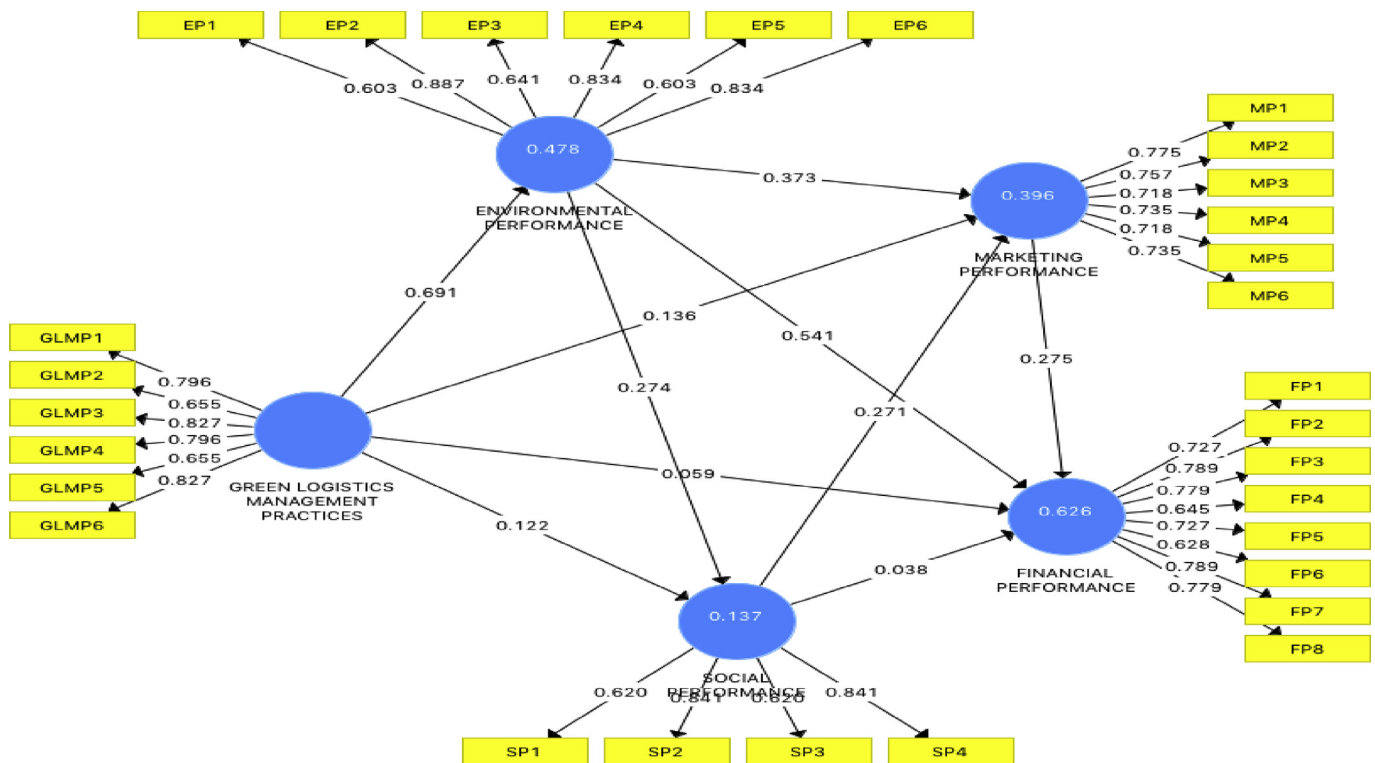 EP1 EP2 EP3 EP4 EP5 EP6
0.603 0.887 0.641 0.834 0.603 0.834
0.478
ENVIRONMENTAL
PERFORMANCE
MP1
MP2
MP3
MP4
MP5
MP6
0.775
0.757
0.718
0.735
0.718
0.735
0.396
MARKETING
PERFORMANCE
0.373
0.691
0.136
0.541
0.274
0.271
0.275
GLMP1
GLMP2
GLMP3
GLMP4
GLMP5
GLMP6
0.796
0.655
0.827
0.796
0.655
0.827
GREEN LOGISTICS
MANAGEMENT
PRACTICES
0.059
0.122
0.038
FP1
FP2
FP3
FP4
FP5
FP6
FP7
FP8
0.727
0.789
0.779
0.645
0.727
0.628
0.789
0.779
0.626
FINANCIAL
PERFORMANCE
0.137
SOCIAL
PERFORMANCE
0.620 0.841 0.620 0.841
SP1 SP2 SP3 SP4